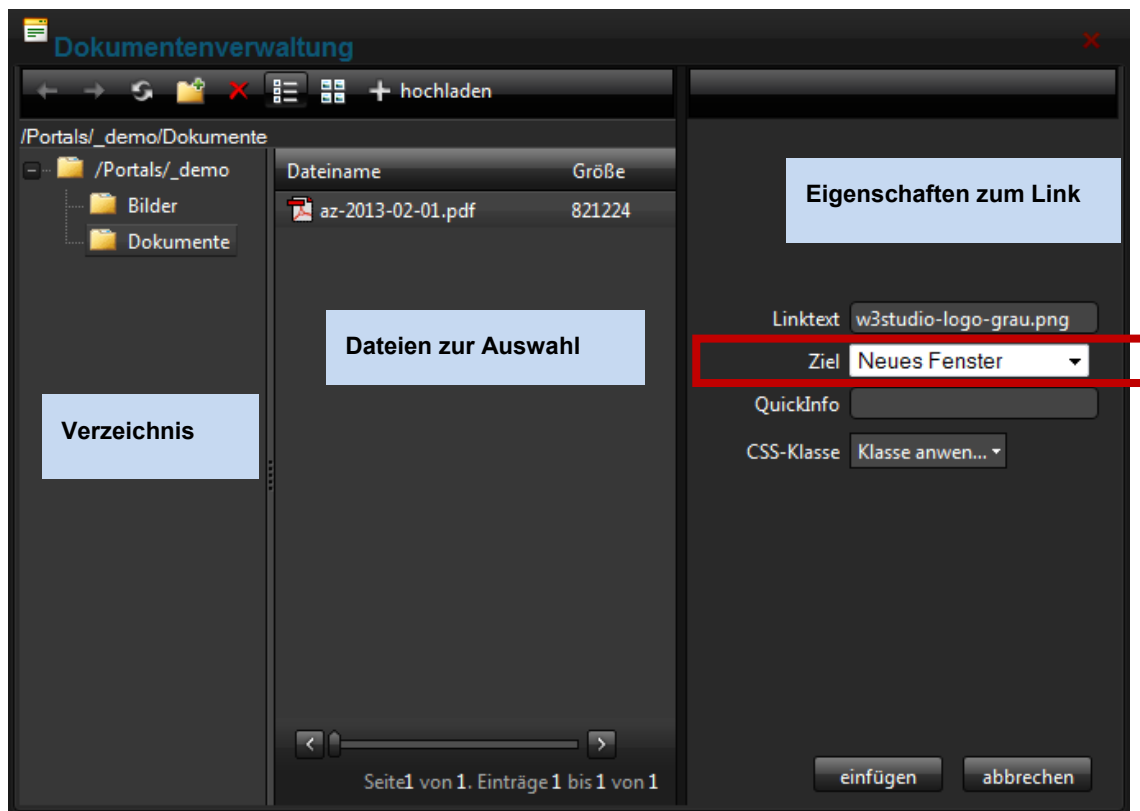 Dokumentenverwaltung
hochladen
/Portals/_demo/Dokumente
/Portals/_demo
Bilder
Dokumente
Verzeichnis
Dateiname Größe
az-2013-02-01.pdf 821224
Dateien zur Auswahl
Seite1 von 1. Einträge 1 bis 1 von 1
Eigenschaften zum Link
Linktext w3studio-logo-grau.png
Ziel Neues Fenster
QuickInfo
CSS-Klasse Klasse anwen...
einfügen abbrechen